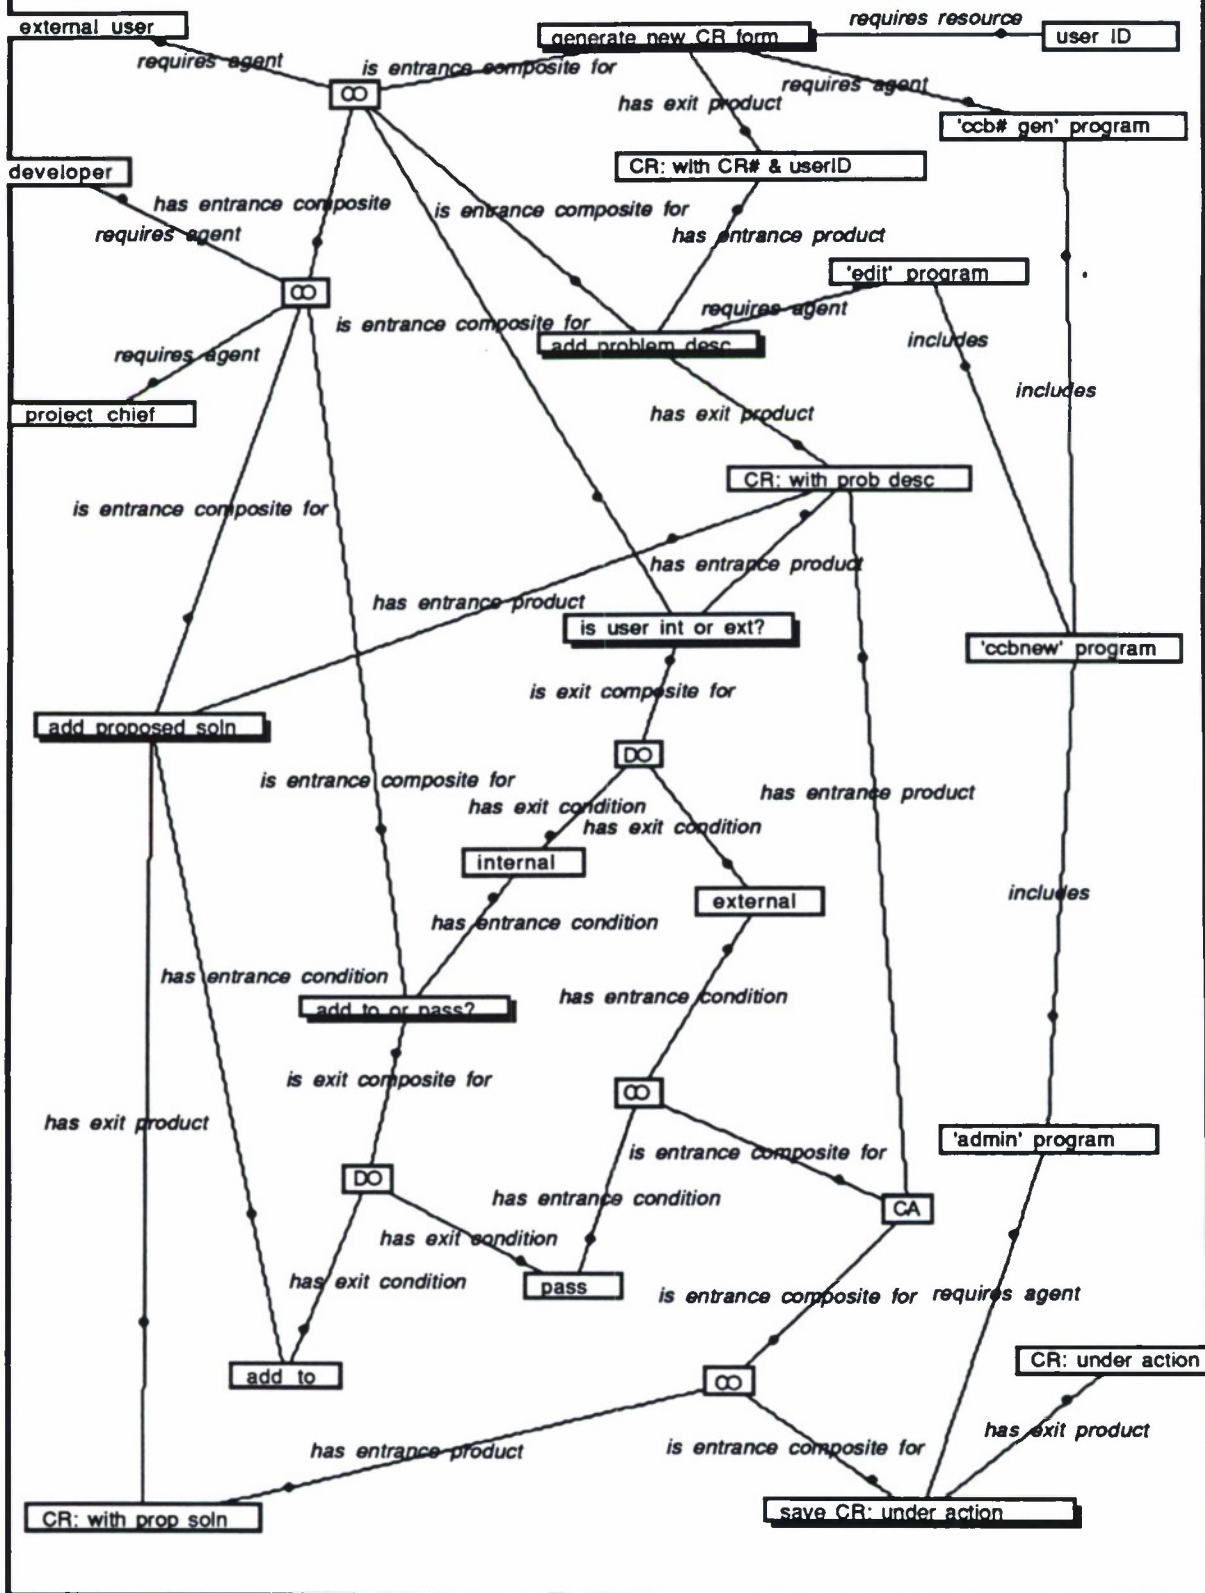 requires resource
external user
generate new CR form
user ID
requires agent
is entrance composite for
requires agent
CO
has exit product
'ccb# gen' program
CR: with CR# & userID
developer
has entrance composite
is entrance composite for
requires agent
has entrance product
'edit' program
CO
requires agent
is entrance composite for
includes
add problem desc
requires agent
includes
project chief
has exit product
CR: with prob desc
is entrance composite for
has entrance product
has entrance product
is user int or ext?
'ccbnew' program
is exit composite for
add proposed soln
DO
is entrance composite for
has entrance product
has exit condition
has exit condition
internal
includes
external
has entrance condition
has entrance condition
has entrance condition
add to or pass?
is exit composite for
CO
has exit product
'admin' program
is entrance composite for
DO
has entrance condition
CA
has exit condition
has exit condition
pass
is entrance composite for
requires agent
CR: under action
add to
CO
has exit product
has entrance product
is entrance composite for
CR: with prop soln
save CR: under action